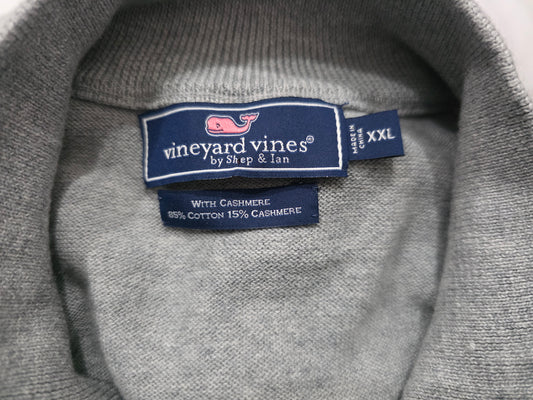 vineyard vines®
by Shep & Ian
MADE IN
CHINA
XXL
WITH CASHMERE
85% COTTON 15% CASHMERE